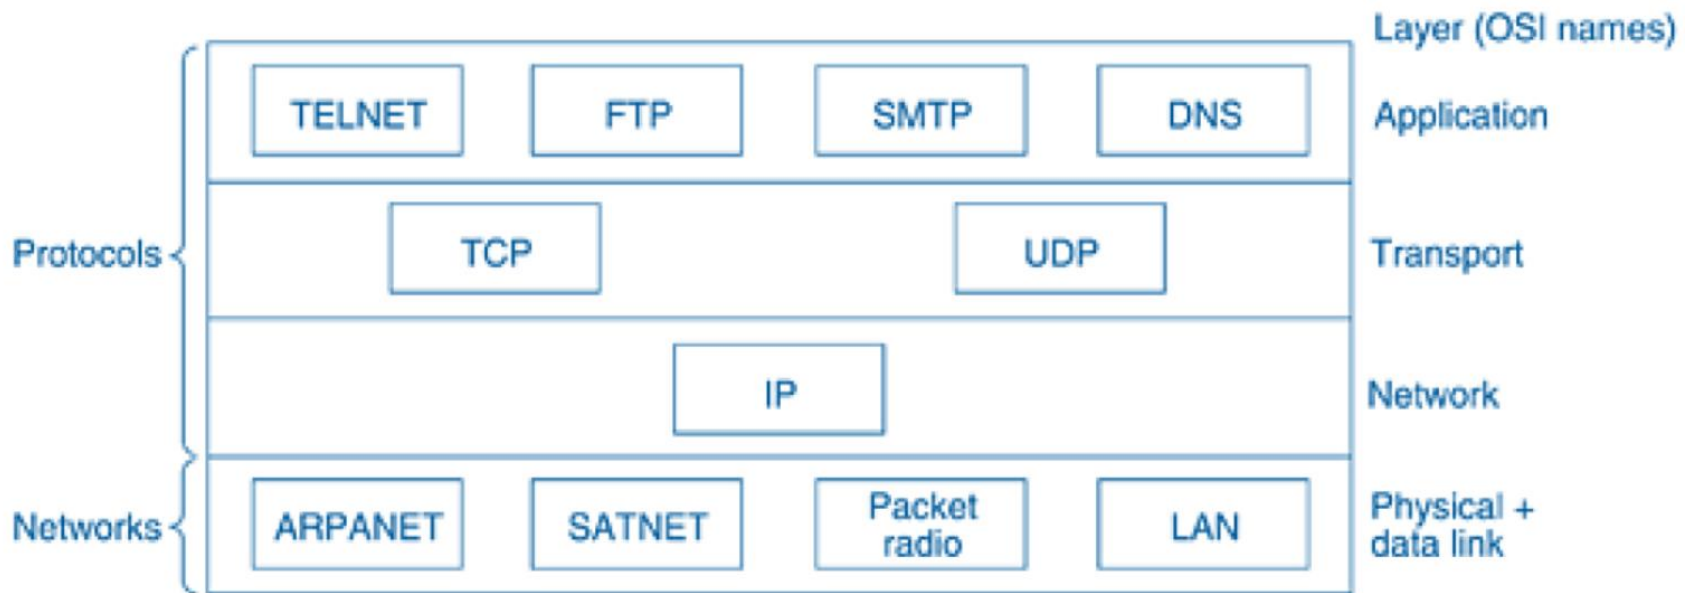 Layer (OSI names)
TELNET FTP SMTP DNS Application
Protocols TCP UDP Transport
IP Network
Networks ARPANET SATNET Packet radio LAN Physical + data link